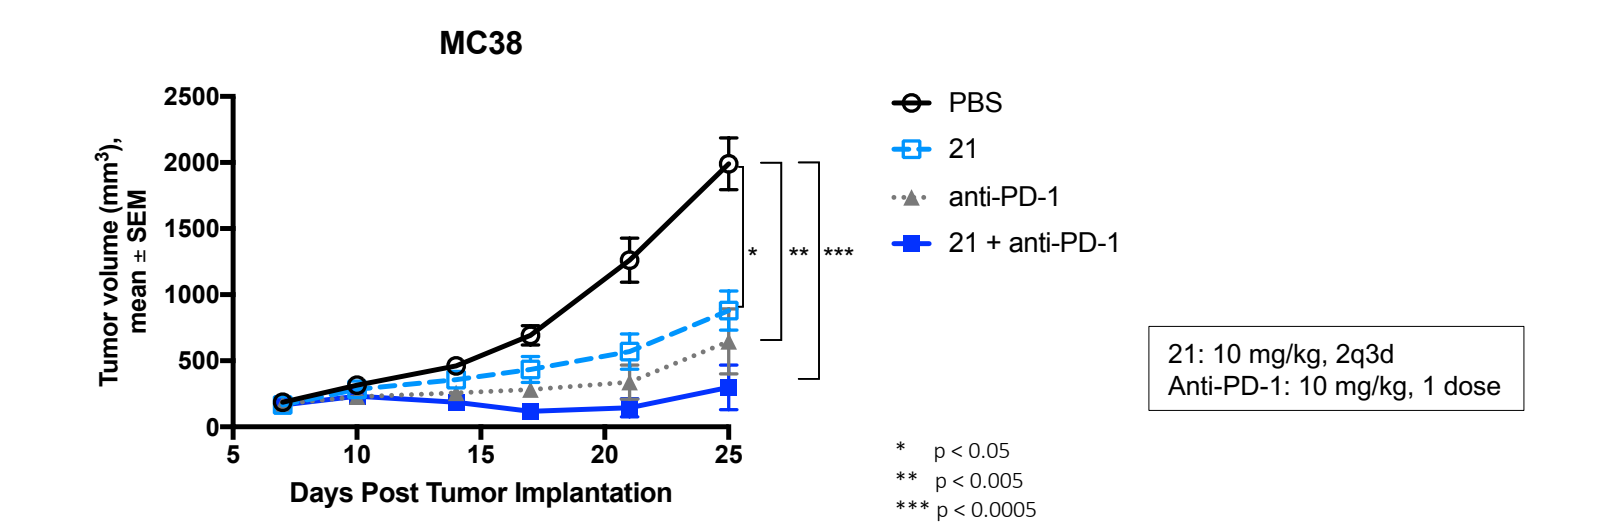 MC38
Tumor volume (mm³),
mean ± SEM
2500
2000
1500
1000
500
0
5 10 15 20 25
Days Post Tumor Implantation
* ** ***
PBS
21
anti-PD-1
21 + anti-PD-1
21: 10 mg/kg, 2q3d
Anti-PD-1: 10 mg/kg, 1 dose
* p < 0.05
** p < 0.005
*** p < 0.0005